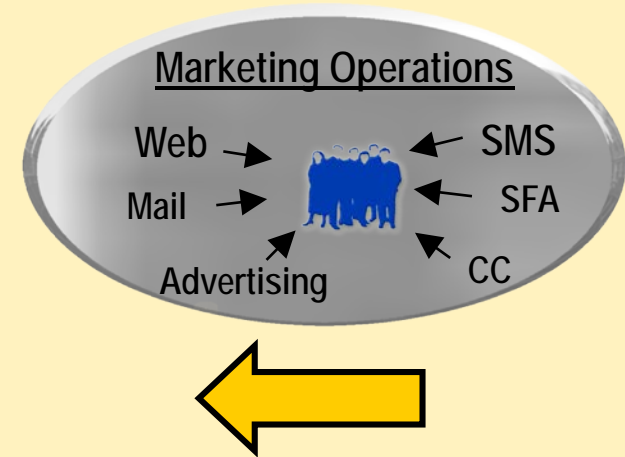 Marketing Operations
Web
SMS
Mail
SFA
Advertising
CC